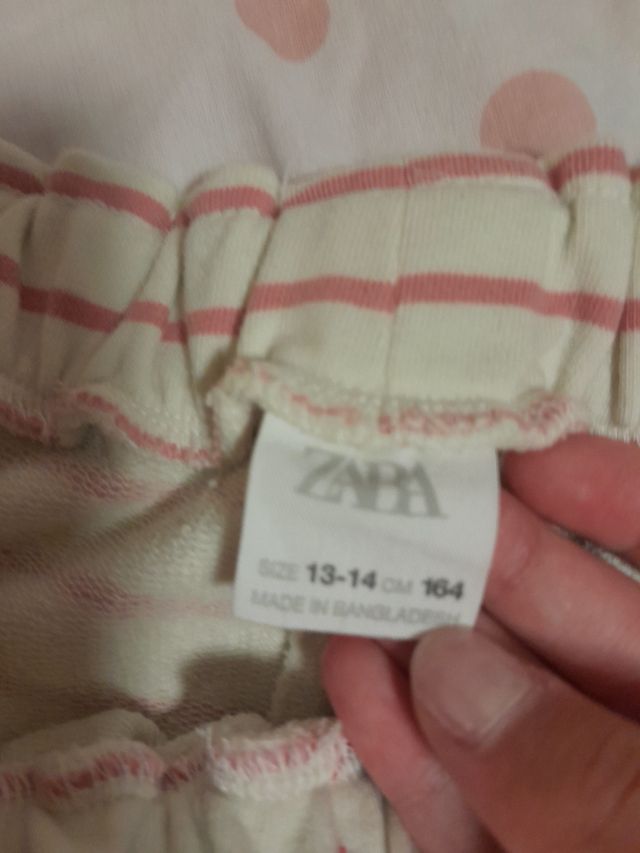 ZARA
SIZE 13-14 CM 164
MADE IN BANGLADESH